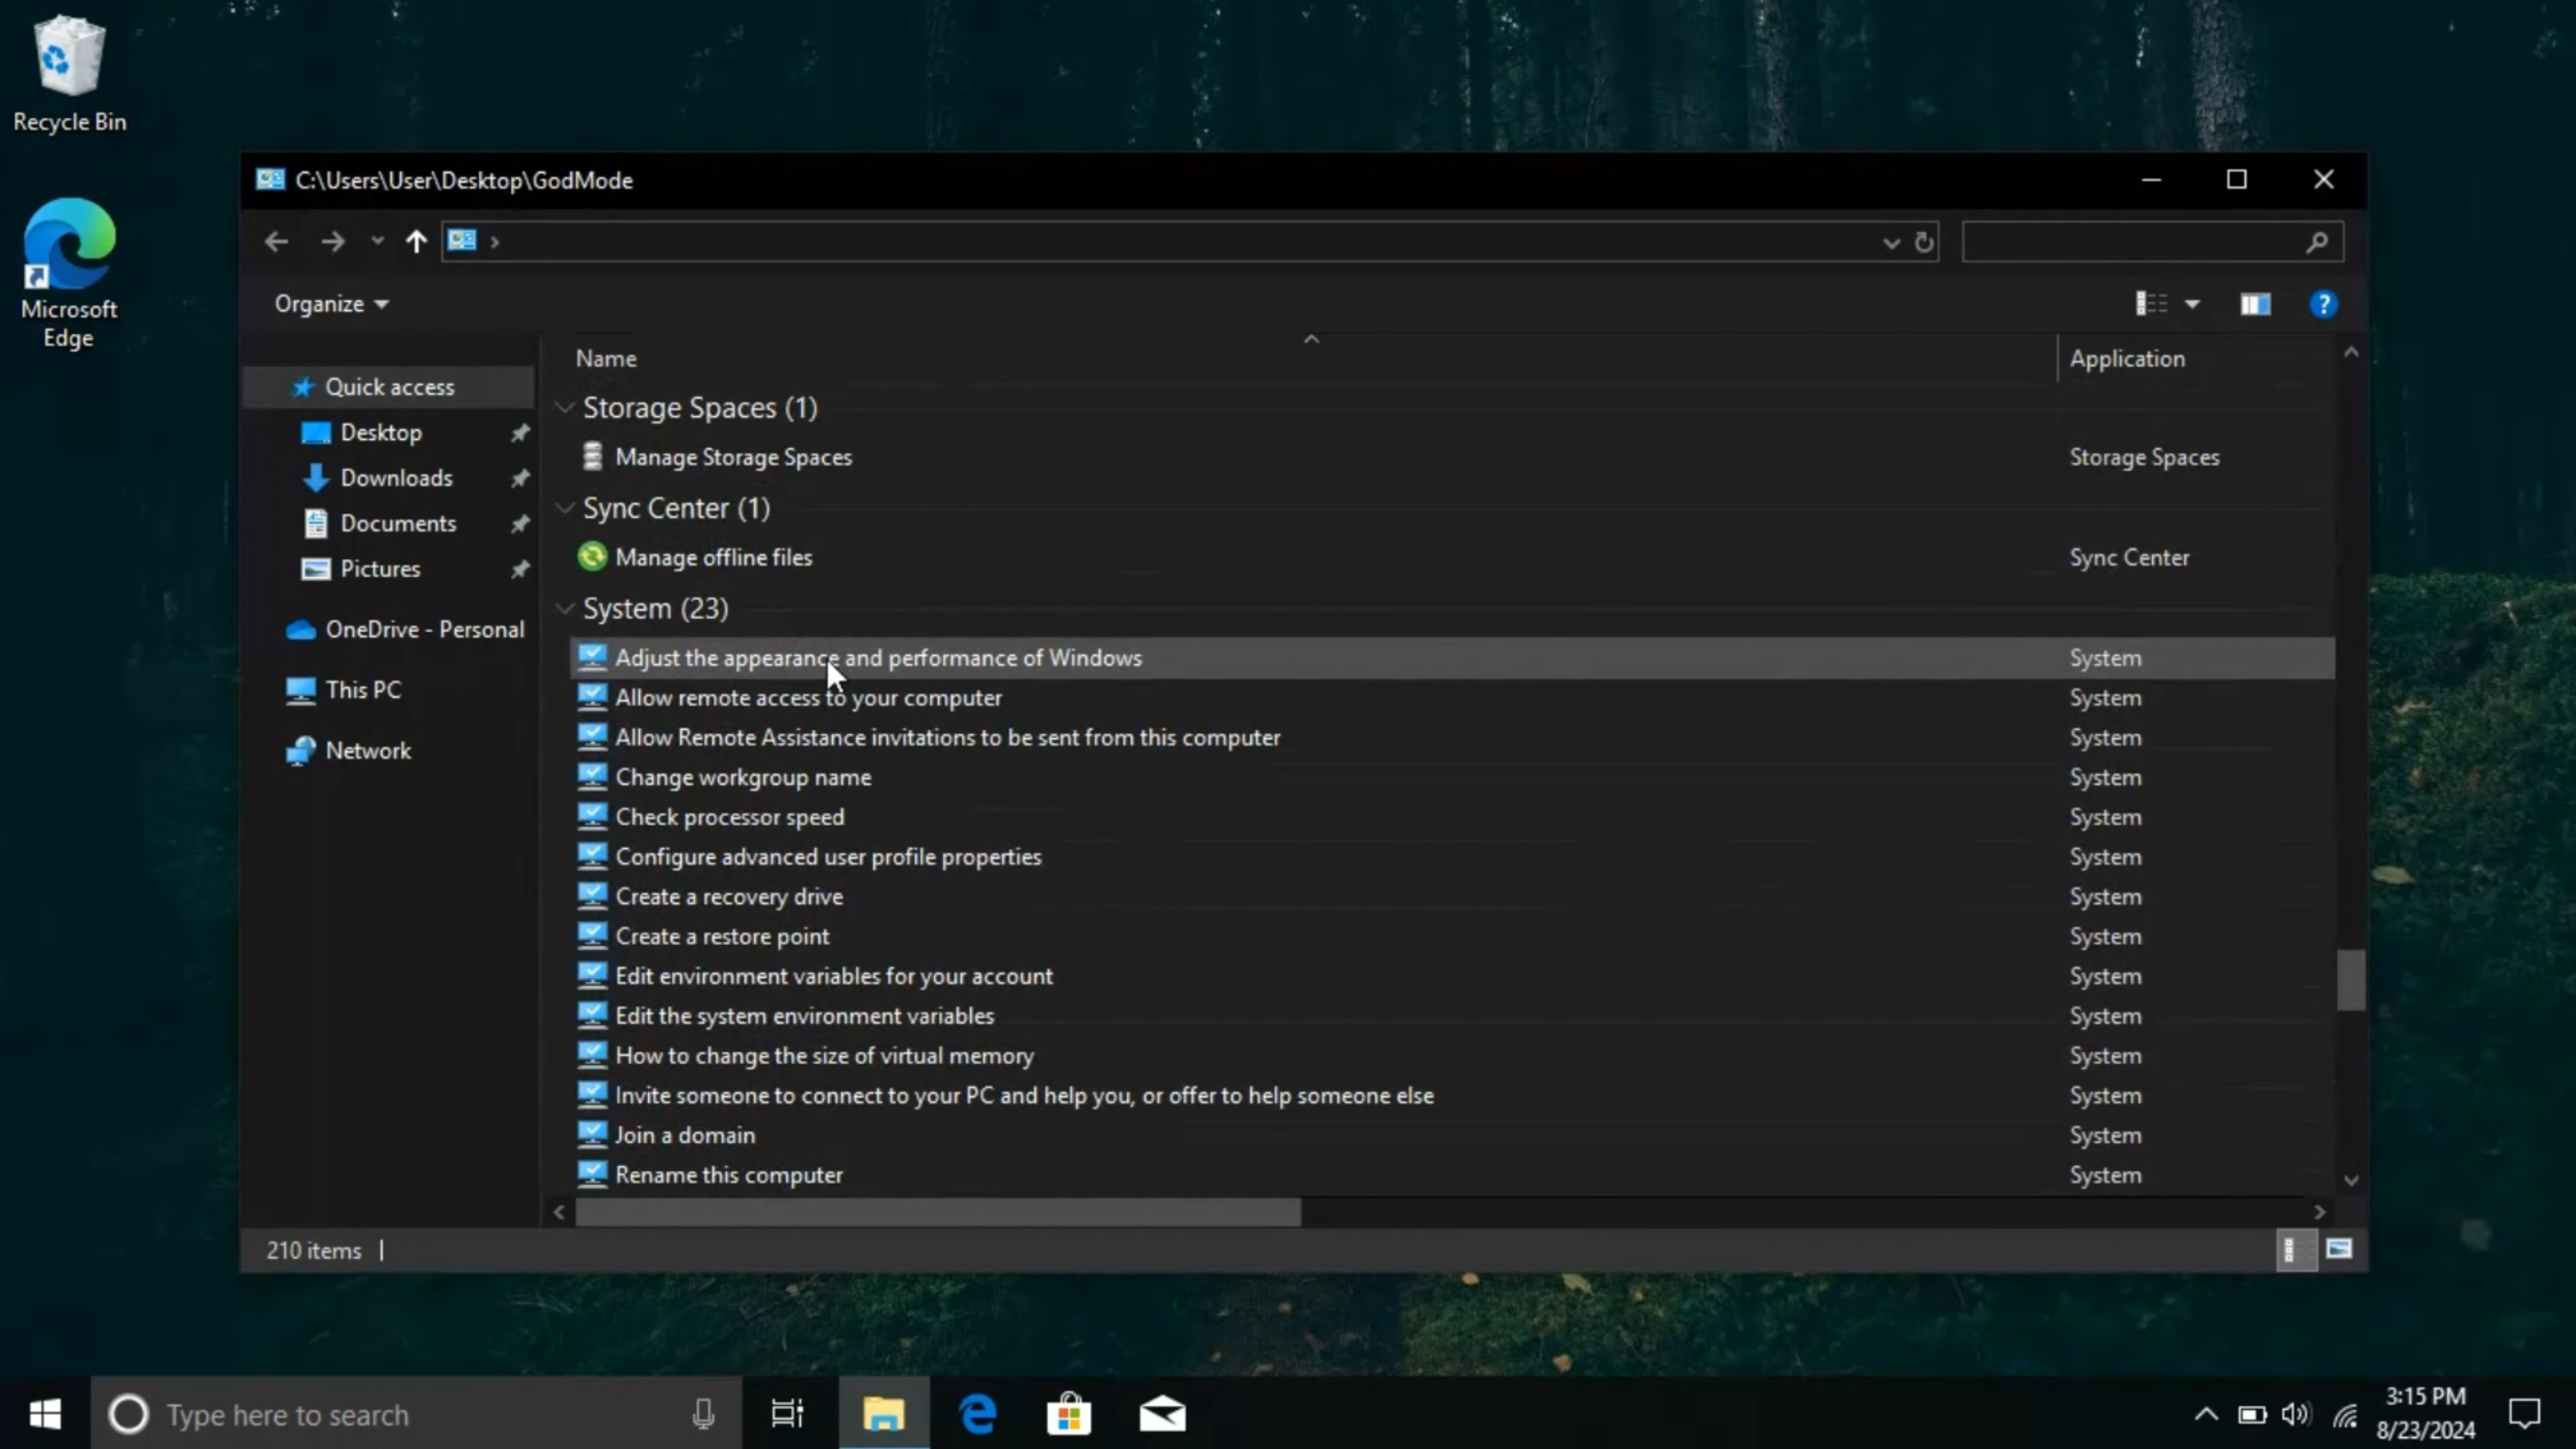 Recycle Bin
Microsoft
Edge
C:\Users\User\Desktop\GodMode
Organize
Quick access
Desktop
Downloads
Documents
Pictures
OneDrive - Personal
This PC
Network
Name Application
Storage Spaces (1)
Manage Storage Spaces Storage Spaces
Sync Center (1)
Manage offline files Sync Center
System (23)
Adjust the appearance and performance of Windows System
Allow remote access to your computer System
Allow Remote Assistance invitations to be sent from this computer System
Change workgroup name System
Check processor speed System
Configure advanced user profile properties System
Create a recovery drive System
Create a restore point System
Edit environment variables for your account System
Edit the system environment variables System
How to change the size of virtual memory System
Invite someone to connect to your PC and help you, or offer to help someone else System
Join a domain System
Rename this computer System
210 items
Type here to search
3:15 PM
8/23/2024